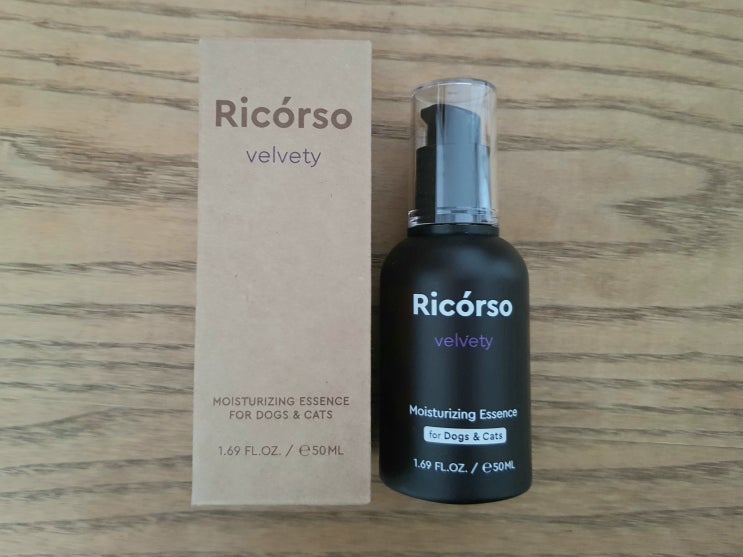 Ricórso
velvety
MOISTURIZING ESSENCE
FOR DOGS & CATS
1.69 FL.OZ. / ℮50ML
Ricórso
velvety
Moisturizing Essence
for Dogs & Cats
1.69 FL.OZ. / ℮50ML